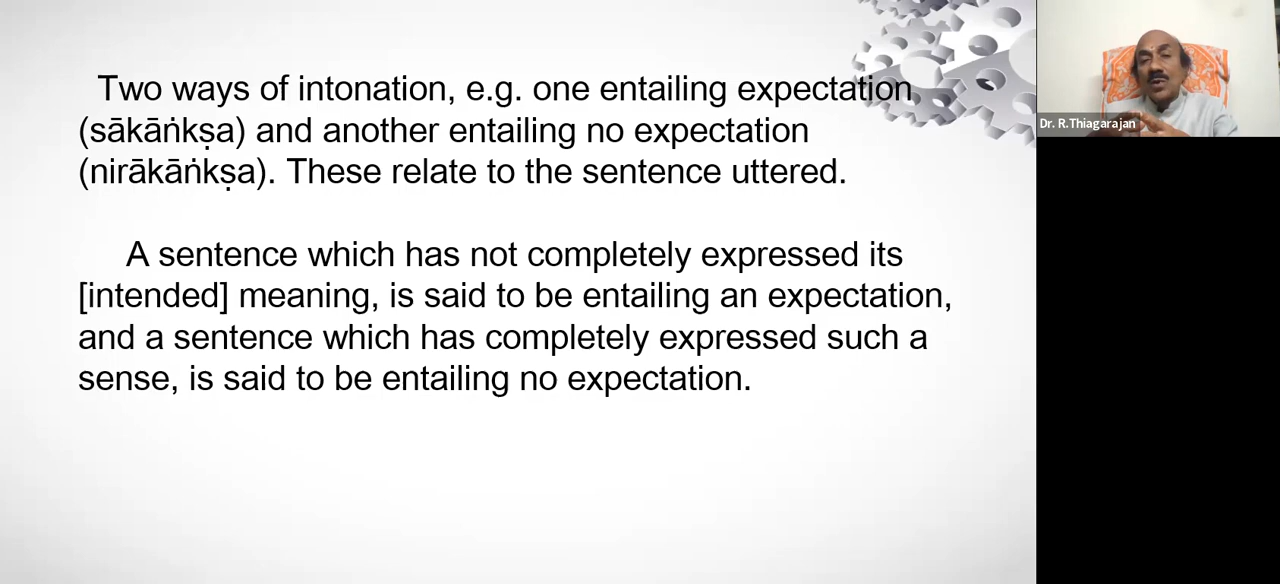 Two ways of intonation, e.g. one entailing expectation
(sākāṅkṣa) and another entailing no expectation
(nirākāṅkṣa). These relate to the sentence uttered.
A sentence which has not completely expressed its
[intended] meaning, is said to be entailing an expectation,
and a sentence which has completely expressed such a
sense, is said to be entailing no expectation.
Dr. R.Thiagarajan